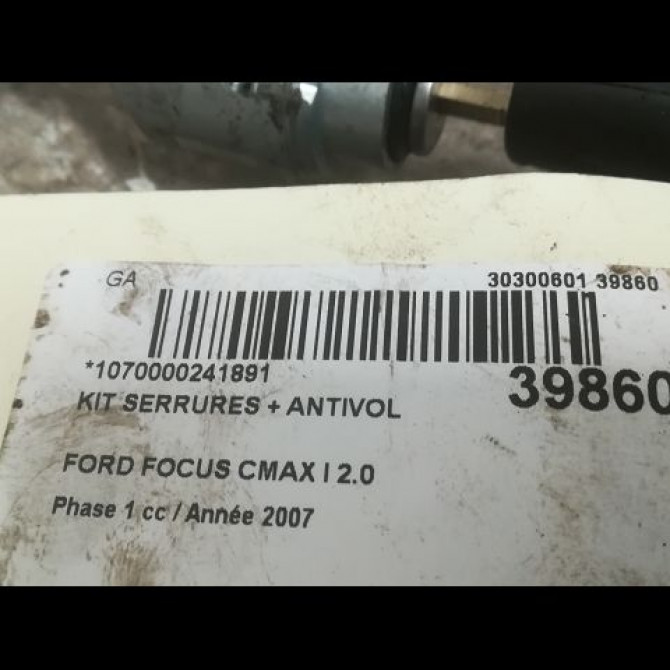 GA
30300601 39860
*1070000241891
39860
KIT SERRURES + ANTIVOL
FORD FOCUS CMAX I 2.0
Phase 1 cc / Année 2007